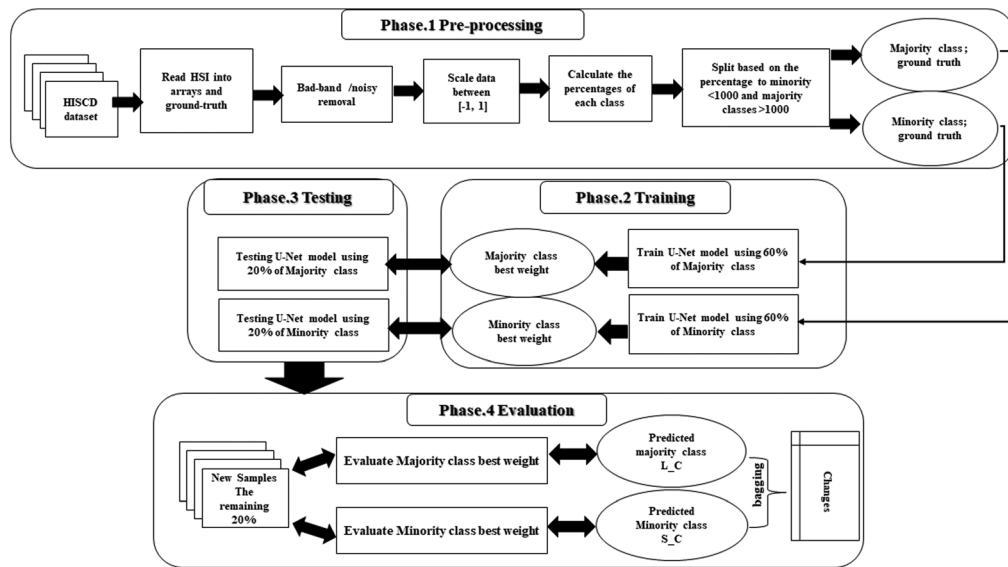 Phase.1 Pre-processing
HISCD
dataset
Read HSI into
arrays and
ground-truth
Bad-band /noisy
removal
Scale data
between
[-1, 1]
Calculate the
percentages of
each class
Split based on the
percentage to minority
<1000 and majority
classes >1000
Majority class ;
ground truth
Minority class;
ground truth
Phase.3 Testing
Testing U-Net model using
20% of Majority class
Testing U-Net model using
20% of Minority class
Phase.2 Training
Majority class
best weight
Minority class
best weight
Train U-Net model using 60%
of Majority class
Train U-Net model using 60%
of Minority class
Phase.4 Evaluation
New Samples
The
remaining
20%
Evaluate Majority class best weight
Evaluate Minority class best weight
Predicted
majority class
L_C
Predicted
Minority class
S_C
bagging
Changes